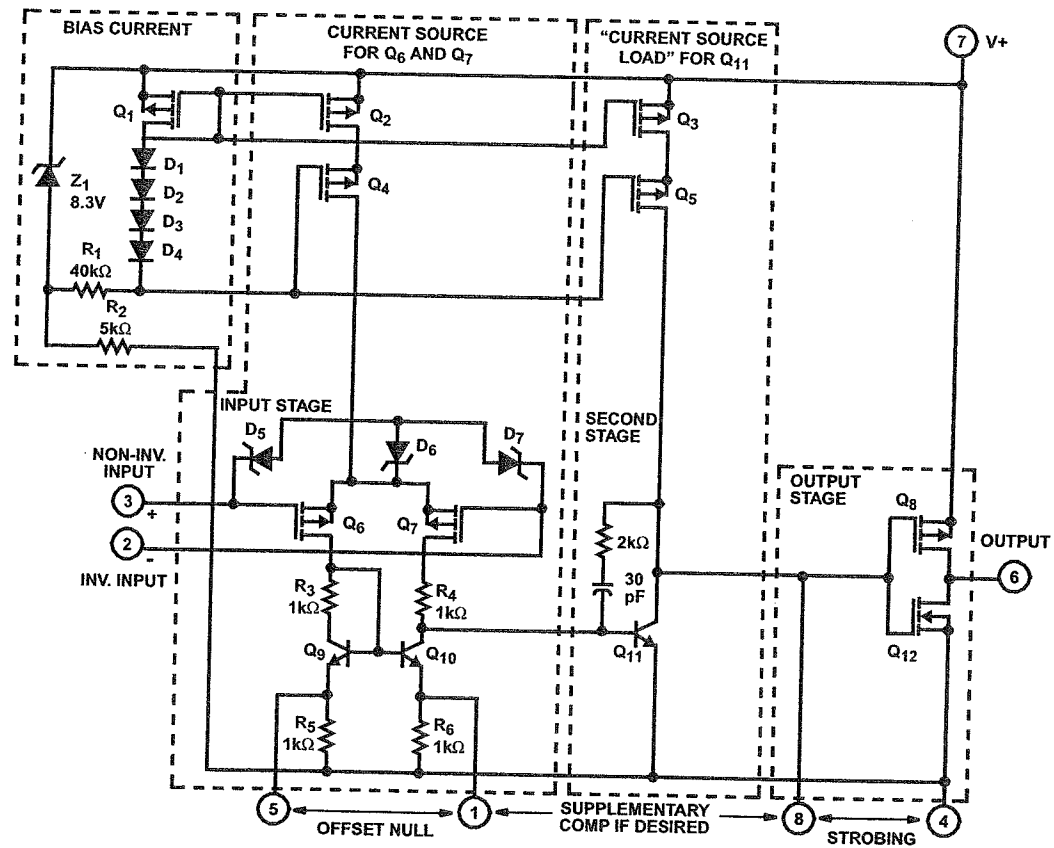 BIAS CURRENT
CURRENT SOURCE
FOR Q6 AND Q7
“CURRENT SOURCE
LOAD” FOR Q11
7
V+
Q1
Q2
Q3
D1
D2
D3
D4
Z1
8.3V
Q4
Q5
R1
40kΩ
R2
5kΩ
INPUT STAGE
D5
D6
D7
SECOND
STAGE
NON-INV.
INPUT
3
+
2
-
INV. INPUT
Q6
Q7
2kΩ
30
pF
OUTPUT
STAGE
Q8
OUTPUT
6
R3
1kΩ
R4
1kΩ
Q9
Q10
Q11
Q12
R5
1kΩ
R6
1kΩ
5
OFFSET NULL
1
SUPPLEMENTARY
COMP IF DESIRED
8
STROBING
4